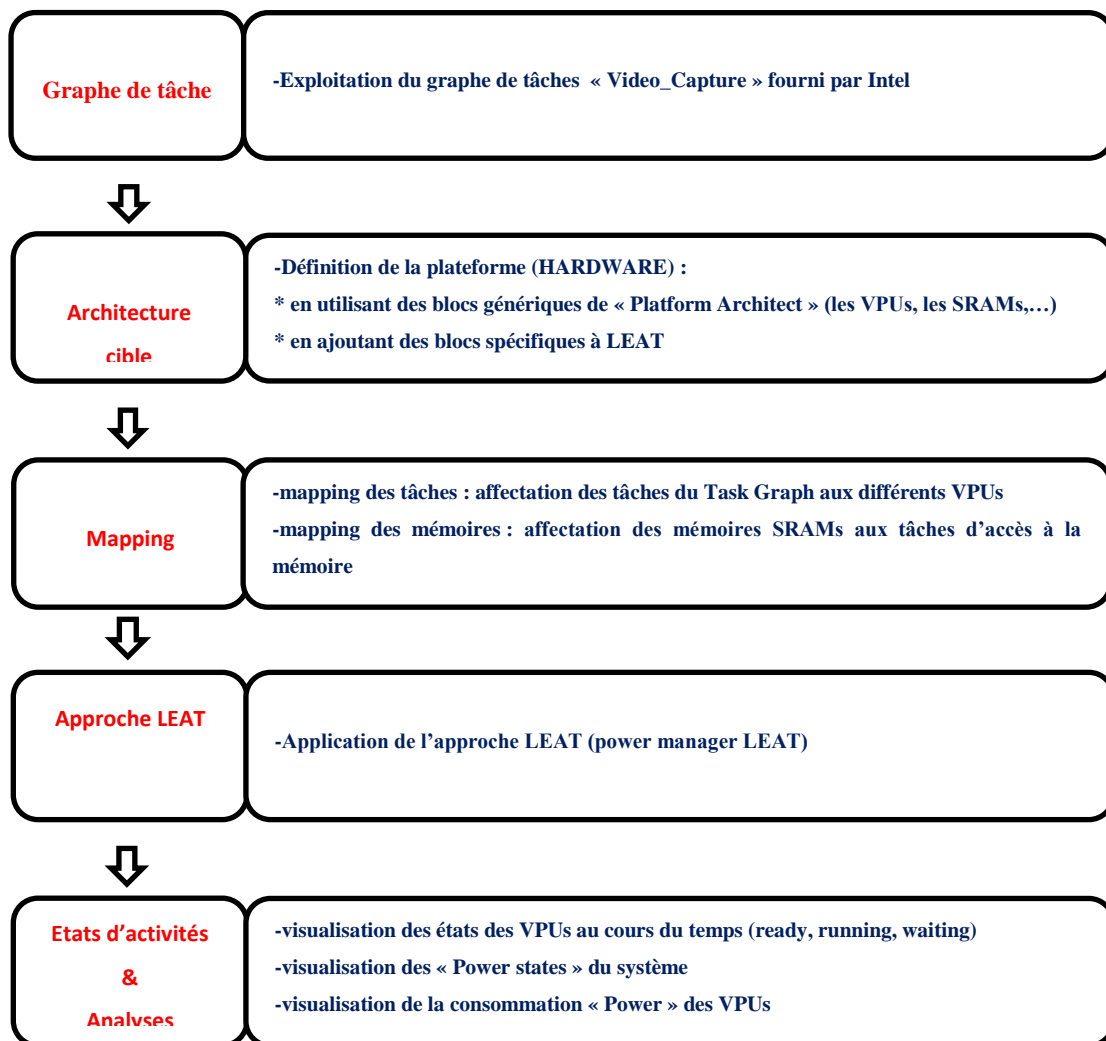 Graphe de tâche
-Exploitation du graphe de tâches « Video_Capture » fourni par Intel
Architecture
cible
-Définition de la plateforme (HARDWARE) :
* en utilisant des blocs génériques de « Platform Architect » (les VPUs, les SRAMs,…)
* en ajoutant des blocs spécifiques à LEAT
Mapping
-mapping des tâches : affectation des tâches du Task Graph aux différents VPUs
-mapping des mémoires : affectation des mémoires SRAMs aux tâches d’accès à la
mémoire
Approche LEAT
-Application de l’approche LEAT (power manager LEAT)
Etats d’activités
&
Analyses
-visualisation des états des VPUs au cours du temps (ready, running, waiting)
-visualisation des « Power states » du système
-visualisation de la consommation « Power » des VPUs